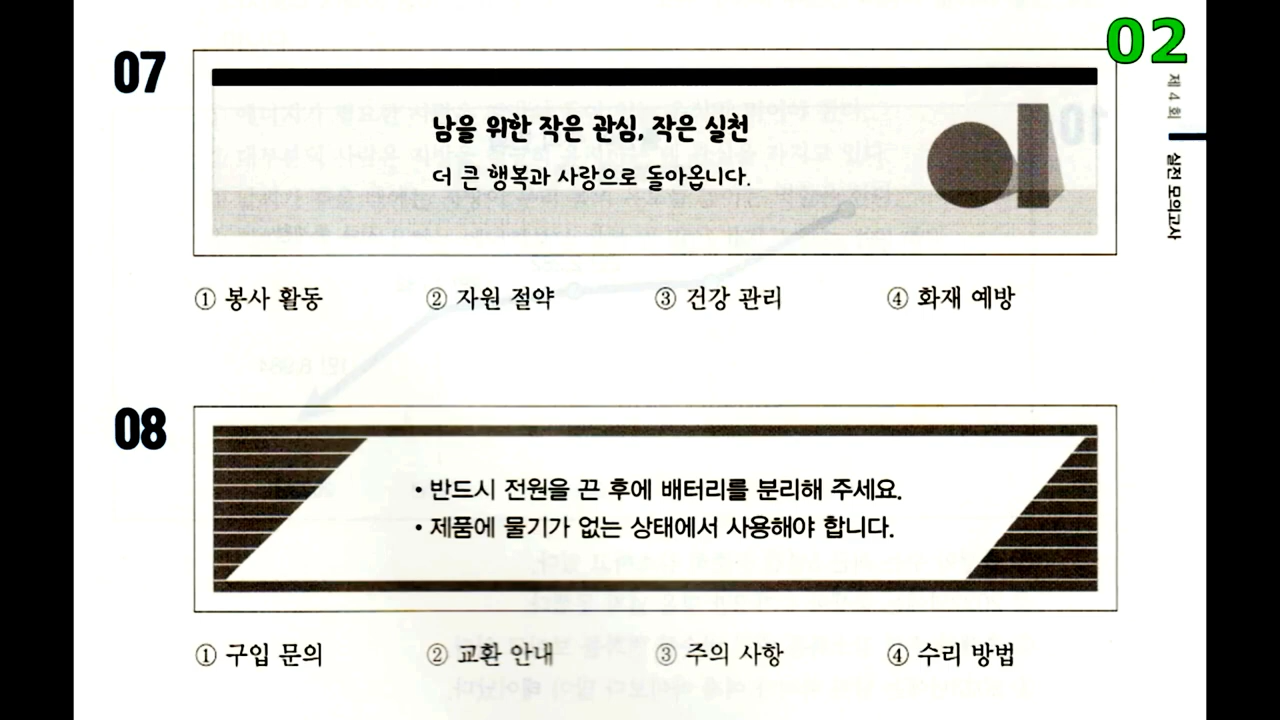 02
제4회
실전 모의고사
07
남을 위한 작은 관심, 작은 실천
더 큰 행복과 사랑으로 돌아옵니다.
① 봉사 활동 ② 자원 절약 ③ 건강 관리 ④ 화재 예방
08
• 반드시 전원을 끈 후에 배터리를 분리해 주세요.
• 제품에 물기가 없는 상태에서 사용해야 합니다.
① 구입 문의 ② 교환 안내 ③ 주의 사항 ④ 수리 방법